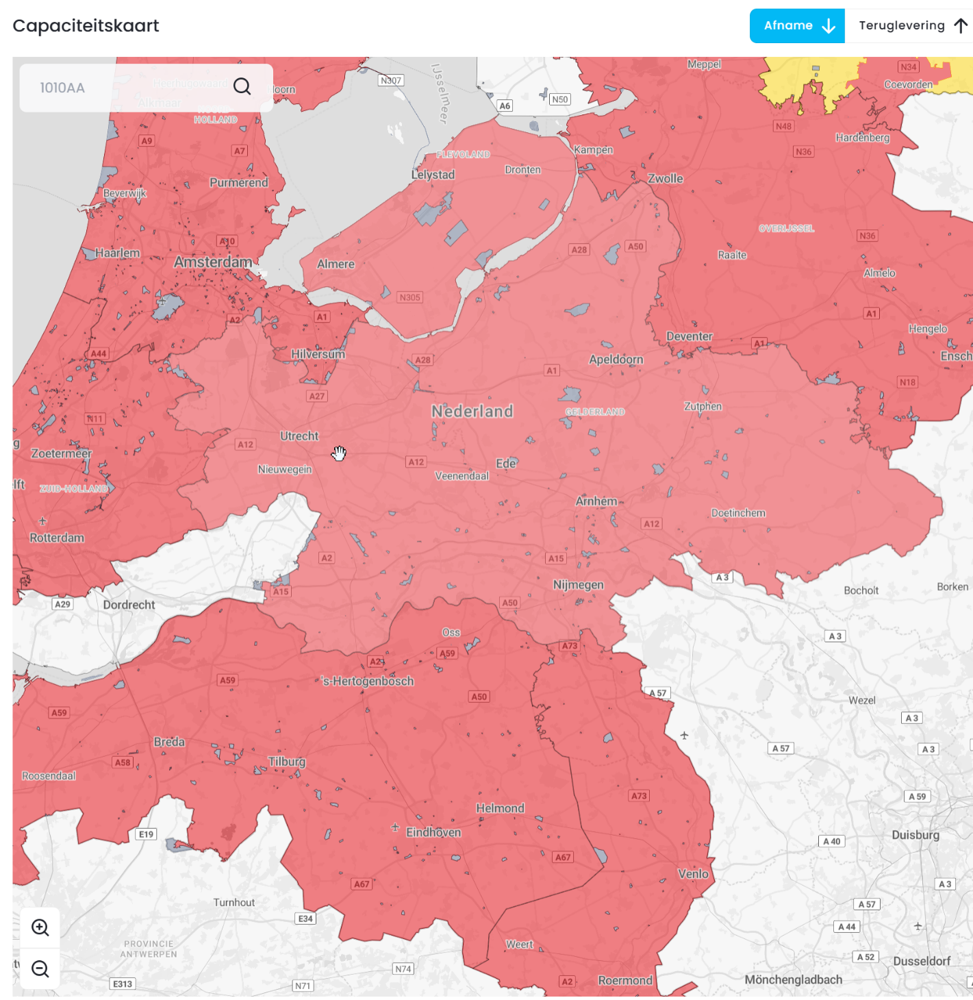 Capaciteitskaart
Afname
Teruglevering
1010AA
Heerhugowaard
Alkmaar
HOLLAND
A9
A7
Purmerend
Beverwijk
A10
Haarlem
Amsterdam
IJsselmeer
N307
A6
N50
Meppel
N34
Coevorden
N48
Hardenberg
N36
FLEVOLAND
Lelystad
Dronten
Kampen
Zwolle
OVERIJSSEL
N36
Raalte
A28
A50
Almere
Almelo
N305
A1
A2
A1
Hengelo
A44
Hilversum
Deventer
A1
Ensch
A28
A1
Apeldoorn
N18
A27
Nederland
GELDERLAND
Zutphen
N11
g
Zoetermeer
Utrecht
A12
A12
Nieuwegein
Ede
Veenendaal
lft
ZUID-HOLLAND
Arnhem
Doetinchem
A12
Rotterdam
A2
A15
A15
Nijmegen
A 3
Bocholt
Borken
A29
Dordrecht
A50
Oss
A73
A59
A2
A 3
A59
's-Hertogenbosch
A50
A 57
Wezel
A59
A 3
Breda
A58
Tilburg
A 57
A 3
Roosendaal
A73
A 59
Helmond
E19
Eindhoven
A 40
Duisburg
A67
A67
Venlo
A 3
Turnhout
E34
A 57
A 44
PROVINCIE
ANTWERPEN
Weert
A 52
Dusseldorf
N74
E313
N71
A2
Roermond
Mönchengladbach